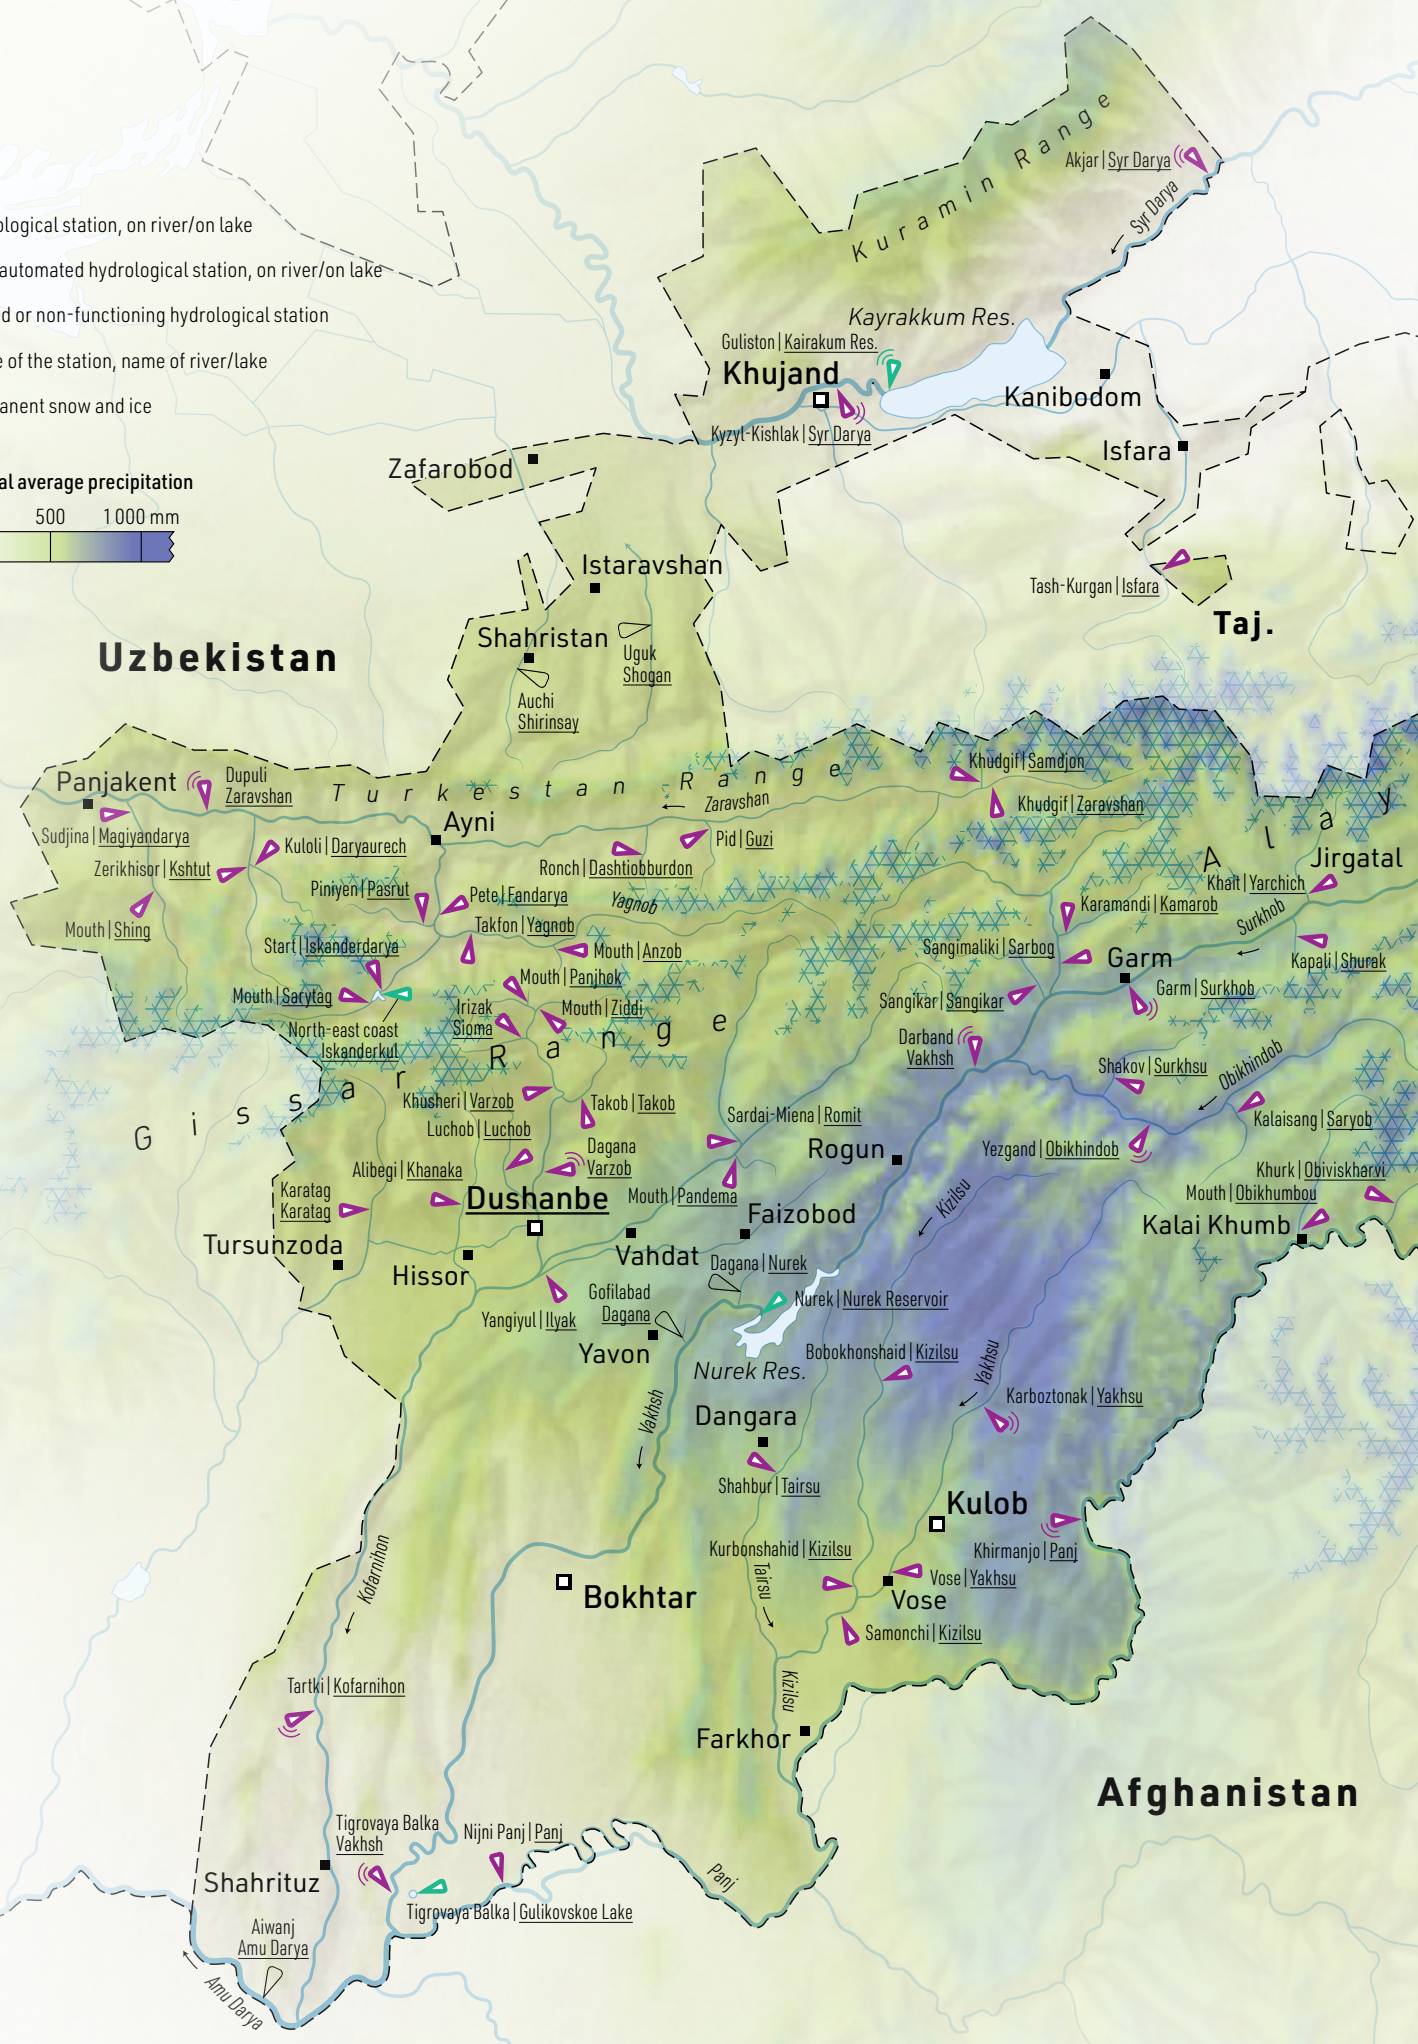 ological station, on river/on lake
automated hydrological station, on river/on lake
d or non-functioning hydrological station
e of the station, name of river/lake
anent snow and ice
al average precipitation
500 1 000 mm
Kuramin Range
Akjar | Syr Darya
Syr Darya
Kayrakkum Res.
Guliston | Kairakum Res.
Khujand
Kanibodom
Kyzyl-Kishlak | Syr Darya
Isfara
Zafarobod
Istaravshan
Tash-Kurgan | Isfara
Taj.
Uzbekistan
Shahristan
Uguk
Shogan
Auchi
Shirinsay
Panjakent
Dupuli
Zaravshan
Turkestan Range
Zaravshan
Khudgif | Samdjon
Khudgif | Zaravshan
Sudjina | Magiyandarya
Ayni
Kuloli | Daryaurech
Pid | Guzi
Alay
Jirgatal
Zerikhisor | Kshtut
Ronch | Dashtiobburdon
Khait | Yarchich
Piniyen | Pasrut
Pete | Fandarya
Yagnob
Karamandi | Kamarob
Surkhob
Mouth | Shing
Takfon | Yagnob
Start | Iskanderdarya
Mouth | Anzob
Sangimaliki | Sarbog
Garm
Kapali | Shurak
Mouth | Panjhok
Garm | Surkhob
Mouth | Sarytag
Irizak
Sioma
Mouth | Ziddi
Sangikar | Sangikar
North-east coast
Iskanderkul
Gissar Range
Darband
Vakhsh
Shakov | Surkhsu
Obikhindob
Khusheri | Varzob
Takob | Takob
Sardai-Miena | Romit
Kalaisang | Saryob
Luchob | Luchob
Dagana
Varzob
Rogun
Yezgand | Obikhindob
Alibegi | Khanaka
Khurk | Obiviskharvi
Karatag
Karatag
Mouth | Pandema
Mouth | Obikhumbou
Dushanbe
Kizilsu
Faizobod
Kalai Khumb
Tursunzoda
Vahdat
Hissor
Dagana | Nurek
Gofilabad
Dagana
Nurek | Nurek Reservoir
Yangiyul | Ilyak
Yavon
Bobokhonshaid | Kizilsu
Nurek Res.
Yakhsu
Karboztonak | Yakhsu
Vakhsh
Dangara
Shahbur | Tairsu
Kulob
Kurbonshahid | Kizilsu
Khirmanjo | Panj
Kofarnihon
Tairsu
Vose | Yakhsu
Bokhtar
Vose
Samonchi | Kizilsu
Tartki | Kofarnihon
Kizilsu
Farkhor
Afghanistan
Tigrovaya Balka
Vakhsh
Nijni Panj | Panj
Shahrituz
Panj
Tigrovaya Balka | Gulikovskoe Lake
Aiwanj
Amu Darya
Amu Darya